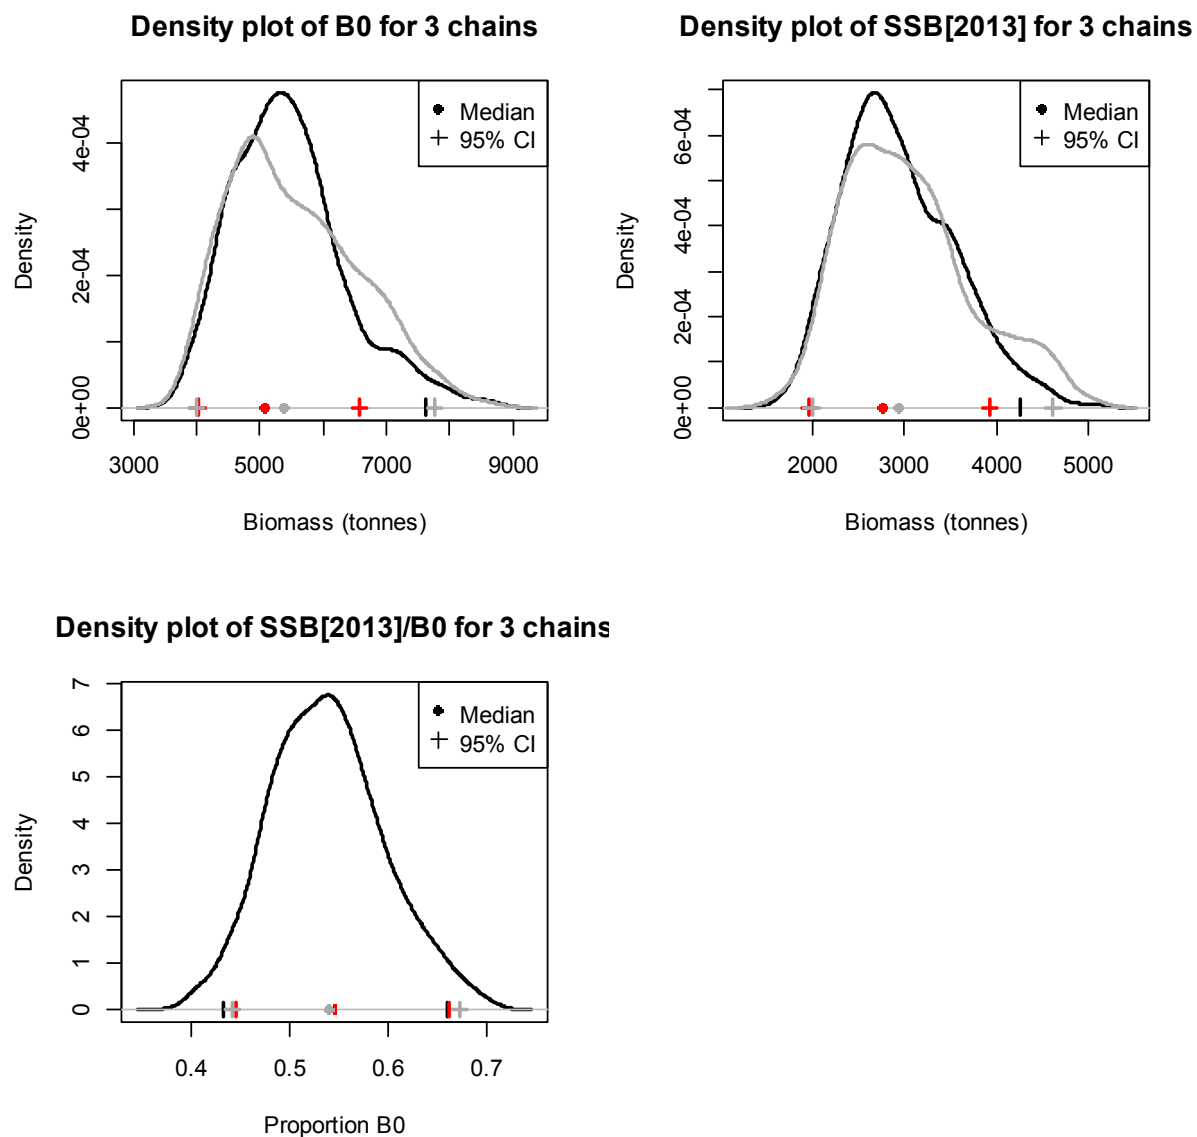 Density plot of B0 for 3 chains
Density
0e+00
2e-04
4e-04
Median
95% CI
3000 5000 7000 9000
Biomass (tonnes)
Density plot of SSB[2013] for 3 chains
Density
0e+00
2e-04
4e-04
6e-04
Median
95% CI
2000 3000 4000 5000
Biomass (tonnes)
Density plot of SSB[2013]/B0 for 3 chains
Density
0
1
2
3
4
5
6
7
Median
95% CI
0.4 0.5 0.6 0.7
Proportion B0